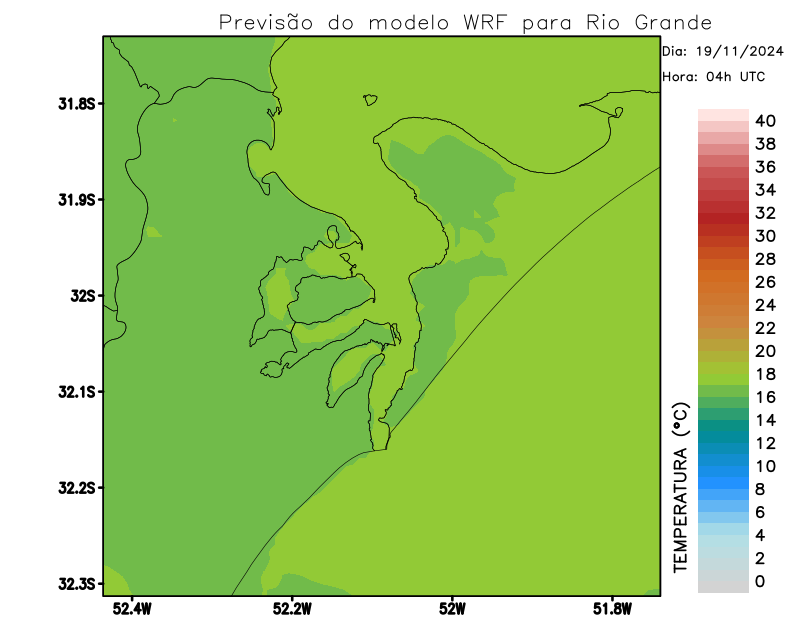 Previsão do modelo WRF para Rio Grande
Dia: 19/11/2024
Hora: 04h UTC
31.8S
31.9S
32S
32.1S
32.2S
32.3S
52.4W
52.2W
52W
51.8W
TEMPERATURA (ºC)
40
38
36
34
32
30
28
26
24
22
20
18
16
14
12
10
8
6
4
2
0